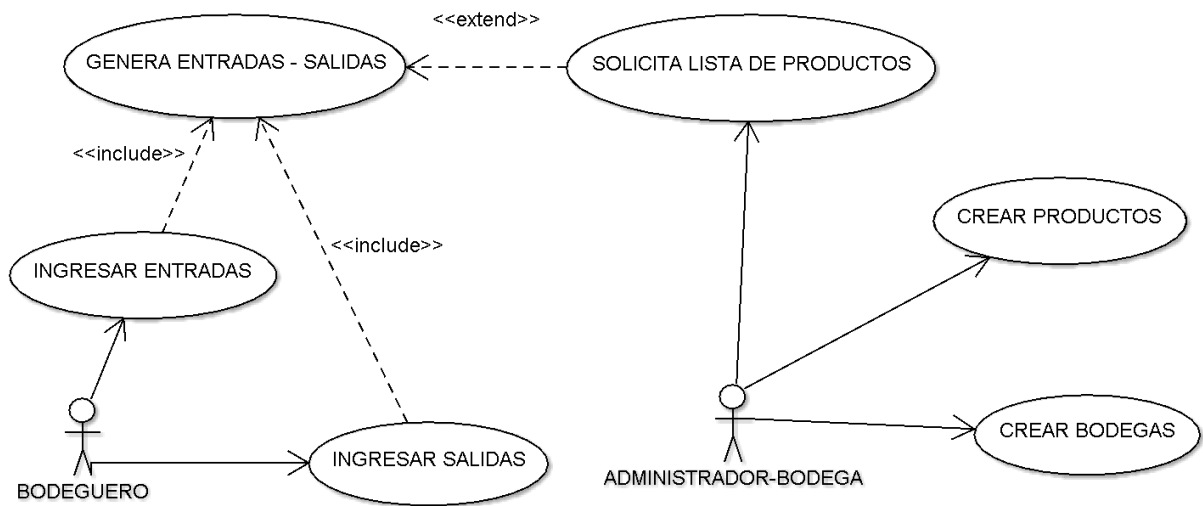 <<extend>>
GENERA ENTRADAS - SALIDAS
SOLICITA LISTA DE PRODUCTOS
<<include>>
<<include>>
CREAR PRODUCTOS
INGRESAR ENTRADAS
CREAR BODEGAS
INGRESAR SALIDAS
BODEGUERO
ADMINISTRADOR-BODEGA